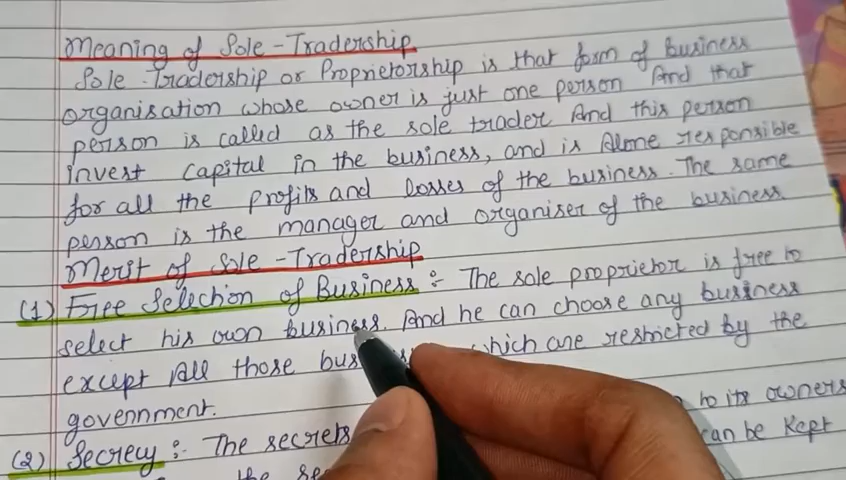 Meaning of Sole-Tradership
Sole-Tradership or Proprietorship is that form of Business
organisation whose owner is just one person And that
person is called as the sole trader And this person
invest capital in the business, and is Alone responsible
for all the profits and losses of the business. The same
person is the manager and organiser of the business.
Merit of Sole-Tradership
(1) Free Selection of Business: The sole proprietor is free to
select his own business. And he can choose any business
except All those which are restricted by the
government. to its owners
(2) Secrecy: The secrets can be Kept
the